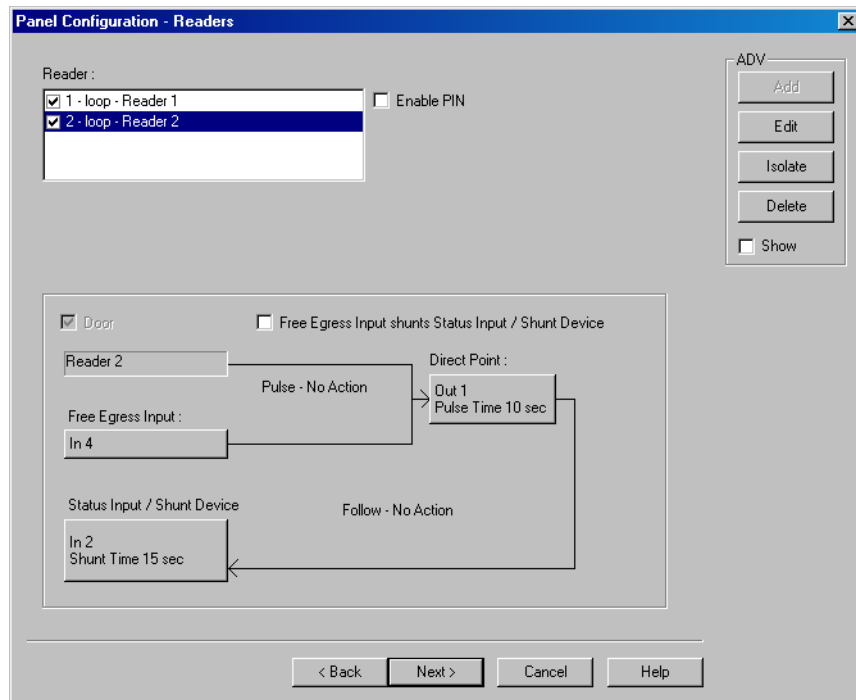 Panel Configuration - Readers
ADV
Reader :
1 - loop - Reader 1
2 - loop - Reader 2
Enable PIN
Add
Edit
Isolate
Delete
Show
Door
Free Egress Input shunts Status Input / Shunt Device
Reader 2
Pulse - No Action
Direct Point :
Out 1
Pulse Time 10 sec
Free Egress Input :
In 4
Status Input / Shunt Device
Follow - No Action
In 2
Shunt Time 15 sec
< Back
Next >
Cancel
Help